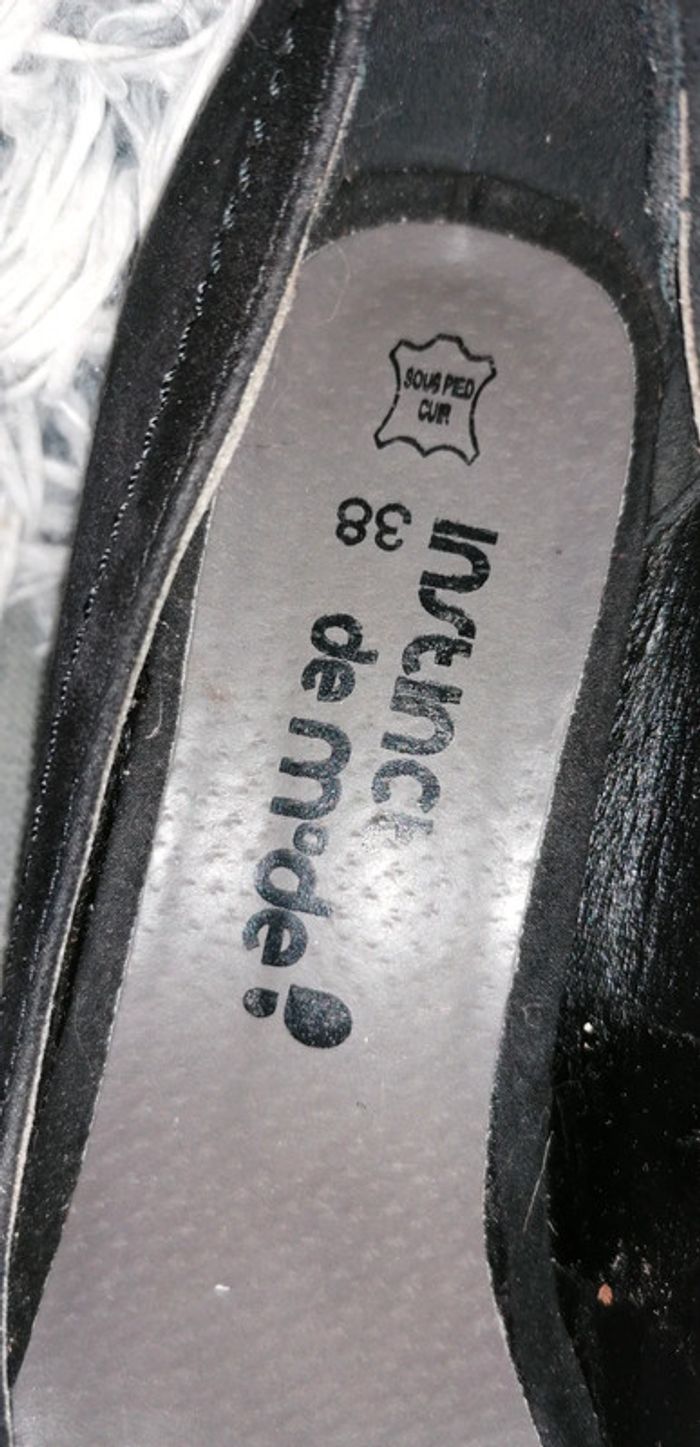 SOUS PIED
CUIR
38
Instinct
de mode!